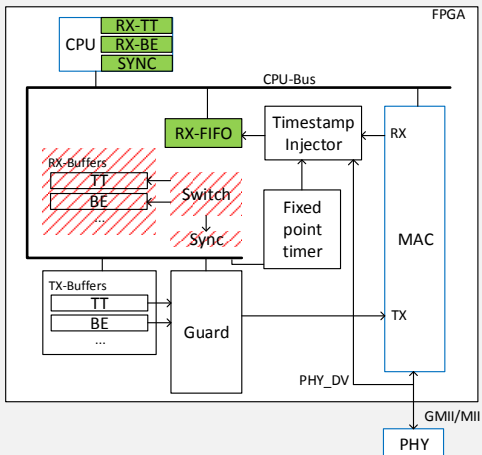 FPGA
RX-TT
CPU
RX-BE
SYNC
CPU-Bus
RX-FIFO
Timestamp
Injector
RX
RX-Buffers
TT
BE
...
Switch
Sync
Fixed
point
timer
MAC
TX-Buffers
TT
BE
...
Guard
TX
PHY_DV
GMII/MII
PHY